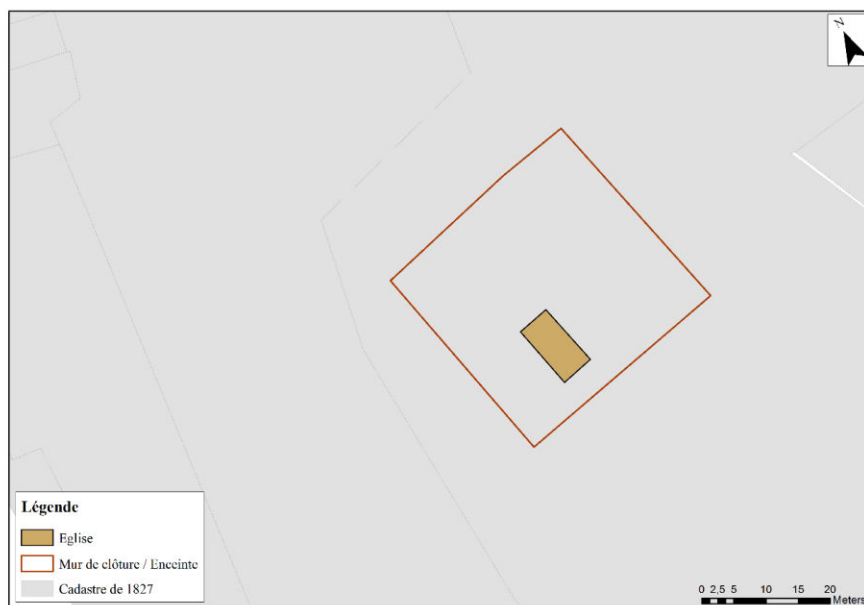 N
Légende
Eglise
Mur de clôture / Enceinte
Cadastre de 1827
0 2,5 5 10 15 20
Meters